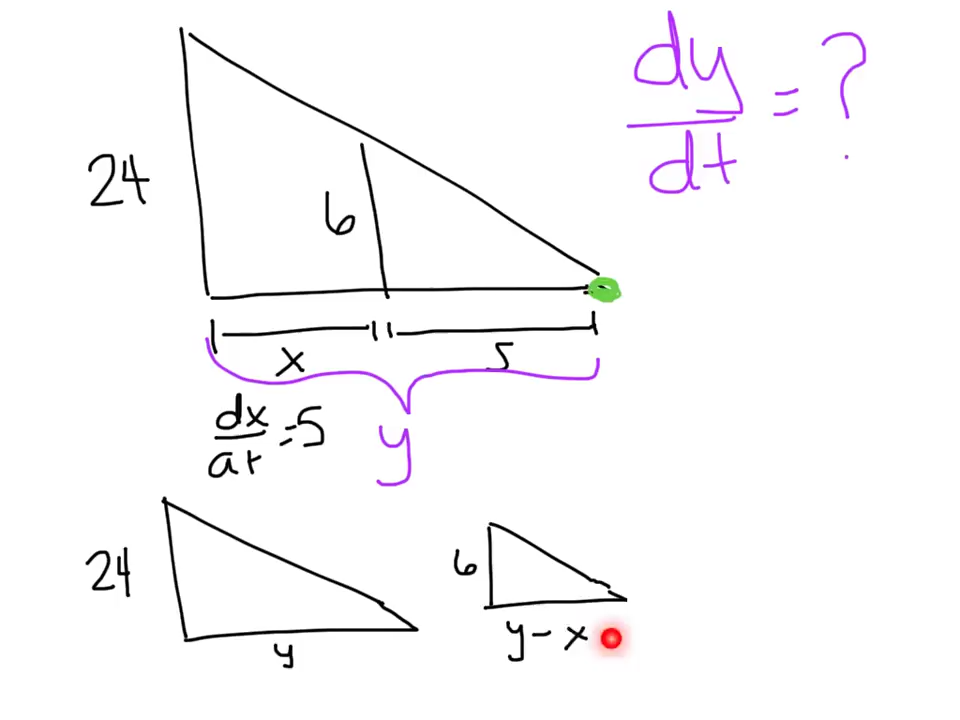 dy/dt = ?
24
6
x 5
dx/dt = 5
y
24
6
y
y - x